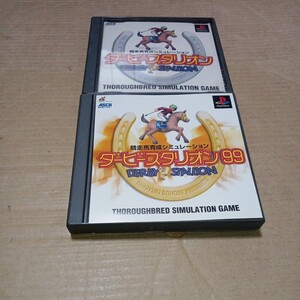 競走馬育成シミュレーション
ダービースタリオン
DERBY STALLION
THOROUGHBRED SIMULATION GAME
ASCII
競走馬育成シミュレーション
ダービースタリオン99
DERBY STALLION
THOROUGHBRED SIMULATION GAME